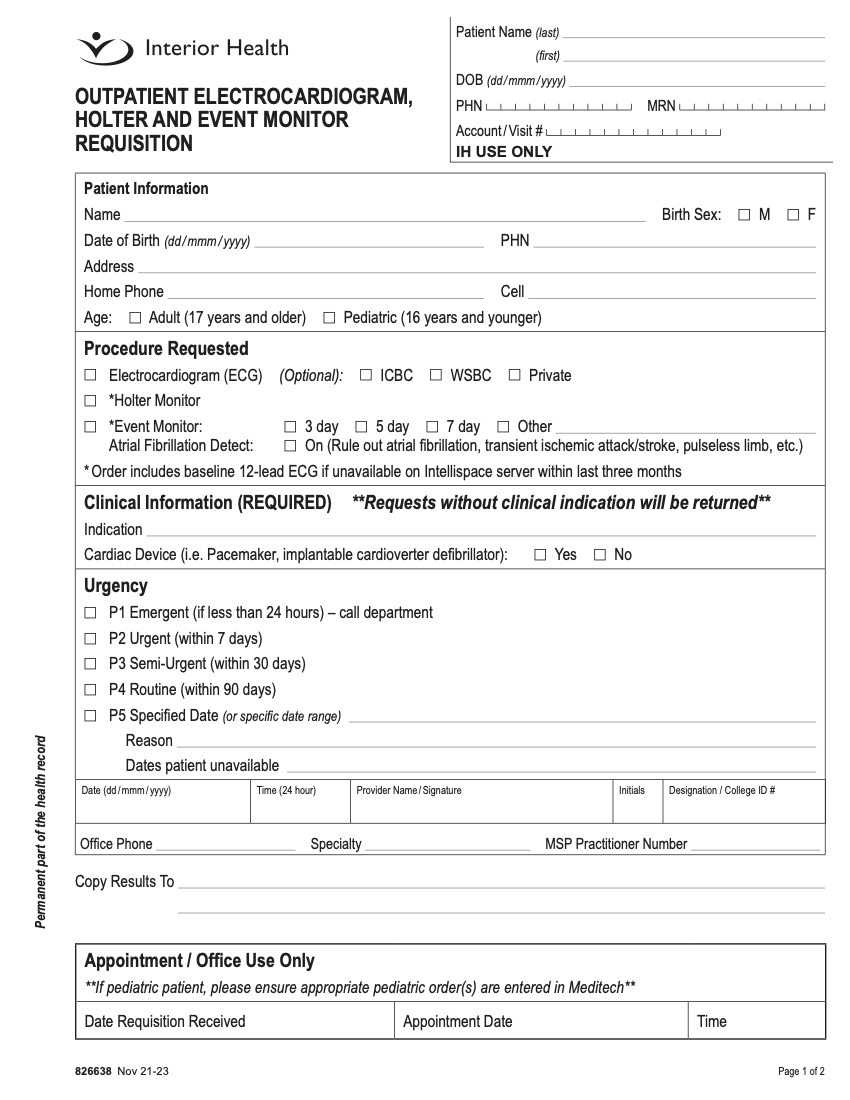 Interior Health
OUTPATIENT ELECTROCARDIOGRAM,
HOLTER AND EVENT MONITOR
REQUISITION
Patient Name (last)
(first)
DOB (dd/mmm/yyyy)
PHN MRN
Account/Visit #
IH USE ONLY
Patient Information
Name Birth Sex: ☐ M ☐ F
Date of Birth (dd/mmm/yyyy) PHN
Address
Home Phone Cell
Age: ☐ Adult (17 years and older) ☐ Pediatric (16 years and younger)
Procedure Requested
☐ Electrocardiogram (ECG) (Optional): ☐ ICBC ☐ WSBC ☐ Private
☐ *Holter Monitor
☐ *Event Monitor: ☐ 3 day ☐ 5 day ☐ 7 day ☐ Other
Atrial Fibrillation Detect: ☐ On (Rule out atrial fibrillation, transient ischemic attack/stroke, pulseless limb, etc.)
* Order includes baseline 12-lead ECG if unavailable on Intellispace server within last three months
Clinical Information (REQUIRED) **Requests without clinical indication will be returned**
Indication
Cardiac Device (i.e. Pacemaker, implantable cardioverter defibrillator): ☐ Yes ☐ No
Urgency
☐ P1 Emergent (if less than 24 hours) – call department
☐ P2 Urgent (within 7 days)
☐ P3 Semi-Urgent (within 30 days)
☐ P4 Routine (within 90 days)
☐ P5 Specified Date (or specific date range)
Reason
Dates patient unavailable
Date (dd/mmm/yyyy) Time (24 hour) Provider Name/Signature Initials Designation / College ID #
Office Phone Specialty MSP Practitioner Number
Copy Results To
Permanent part of the health record
Appointment / Office Use Only
**If pediatric patient, please ensure appropriate pediatric order(s) are entered in Meditech**
Date Requisition Received Appointment Date Time
826638 Nov 21-23 Page 1 of 2